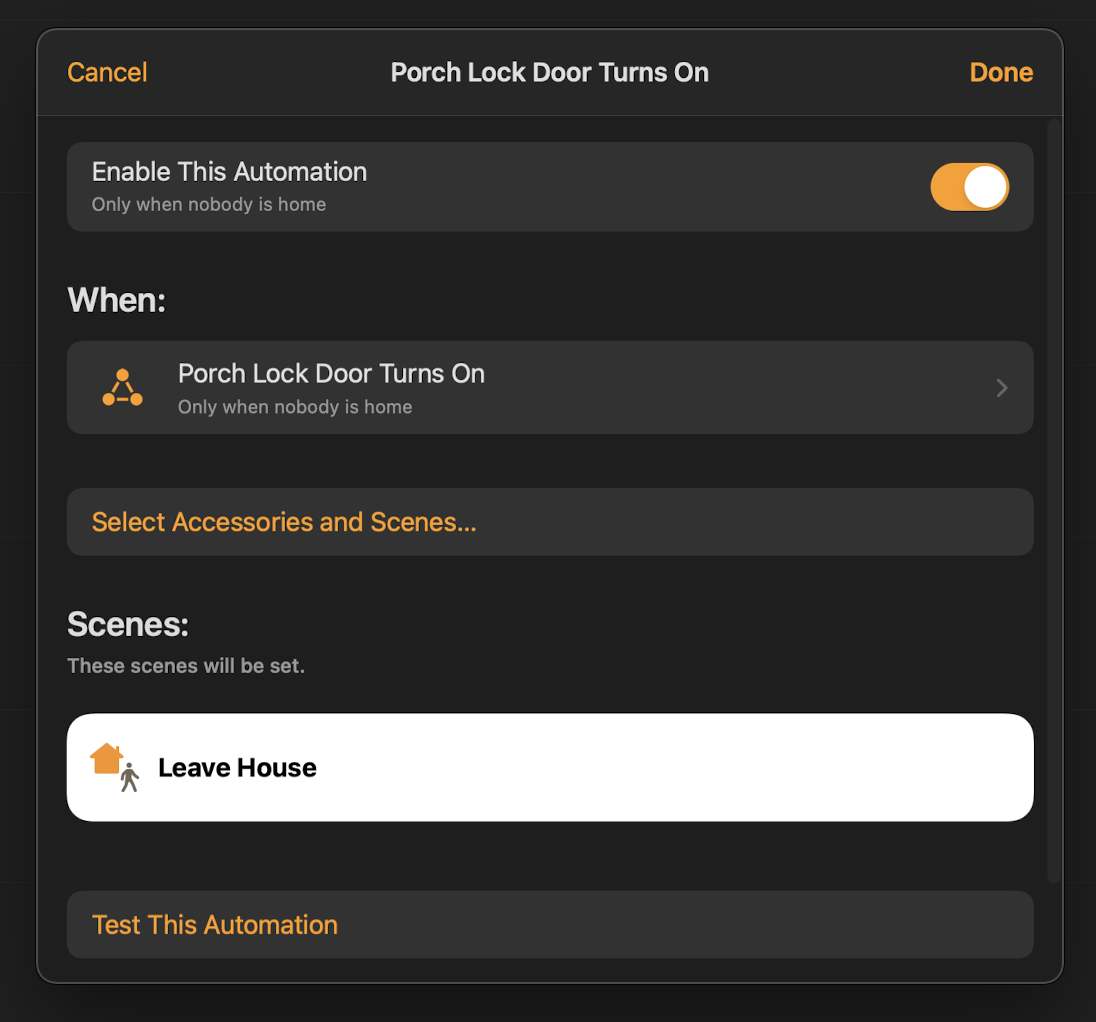 Cancel
Porch Lock Door Turns On
Done
Enable This Automation
Only when nobody is home
When:
Porch Lock Door Turns On
Only when nobody is home
Select Accessories and Scenes...
Scenes:
These scenes will be set.
Leave House
Test This Automation